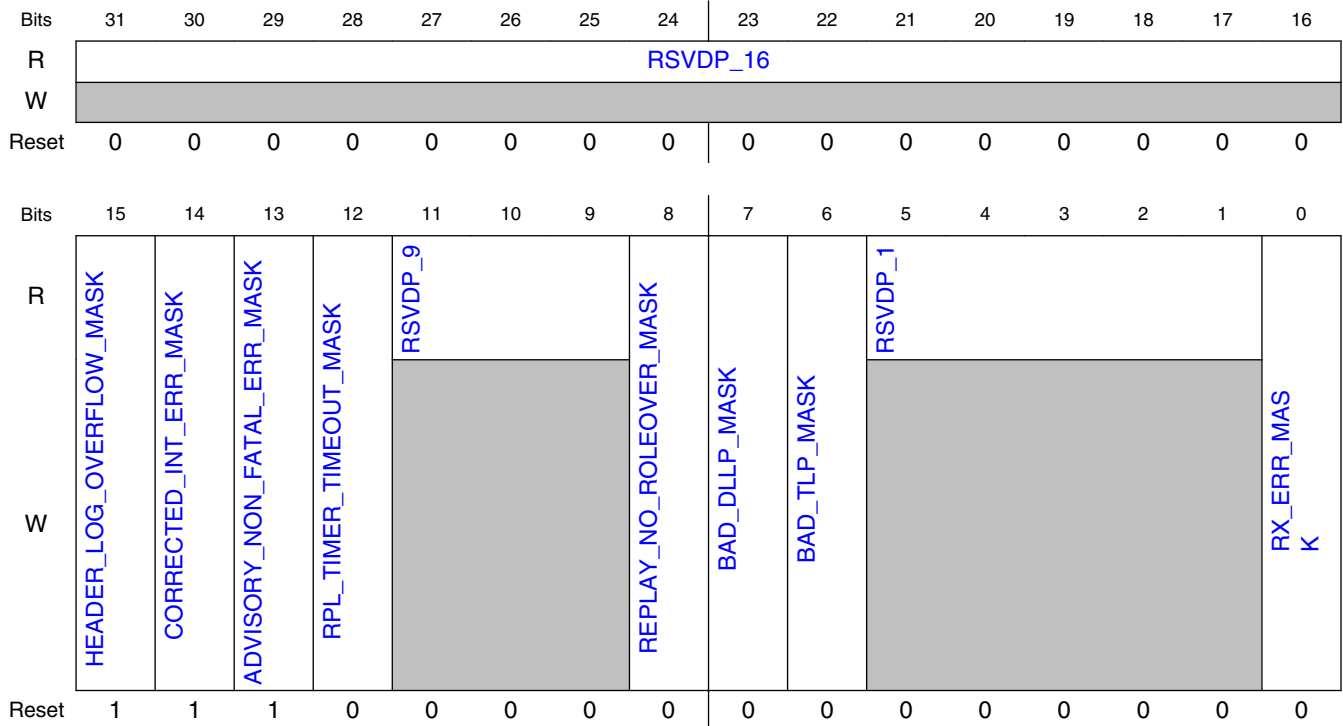 Bits 31 30 29 28 27 26 25 24 23 22 21 20 19 18 17 16
R RSVDP_16
W
Reset 0 0 0 0 0 0 0 0 0 0 0 0 0 0 0 0
Bits 15 14 13 12 11 10 9 8 7 6 5 4 3 2 1 0
R
W
HEADER_LOG_OVERFLOW_MASK
CORRECTED_INT_ERR_MASK
ADVISORY_NON_FATAL_ERR_MASK
RPL_TIMER_TIMEOUT_MASK
RSVDP_9
REPLAY_NO_ROLEOVER_MASK
BAD_DLLP_MASK
BAD_TLP_MASK
RSVDP_1
RX_ERR_MAS
K
Reset 1 1 1 0 0 0 0 0 0 0 0 0 0 0 0 0